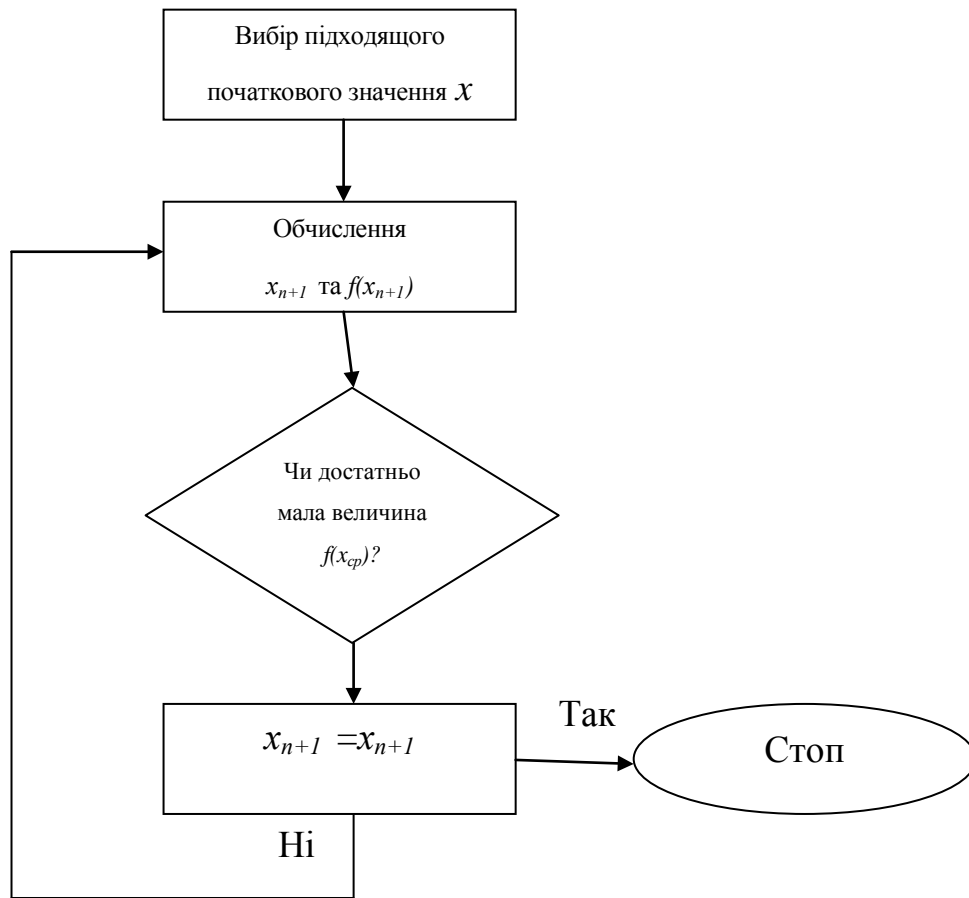 Вибір підходящого
початкового значення x
Обчислення
xn+1 та f(xn+1)
Чи достатньо
мала величина
f(xcp)?
xn+1 =xn+1
Так
Стоп
Ні